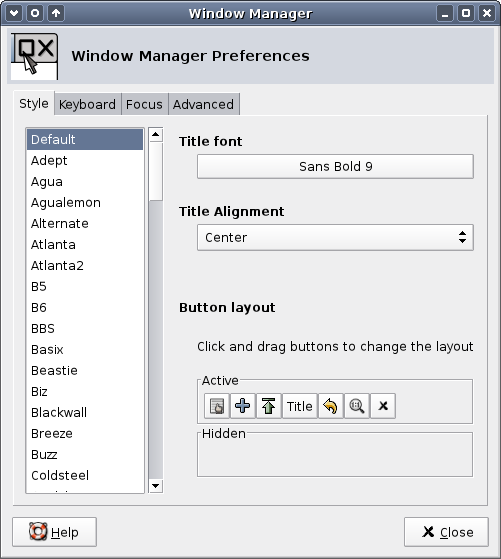 Window Manager
Window Manager Preferences
Style Keyboard Focus Advanced
Default
Adept
Agua
Agualemon
Alternate
Atlanta
Atlanta2
B5
B6
BBS
Basix
Beastie
Biz
Blackwall
Breeze
Buzz
Coldsteel
Title font
Sans Bold 9
Title Alignment
Center
Button layout
Click and drag buttons to change the layout
Active
Title
Hidden
Help
Close